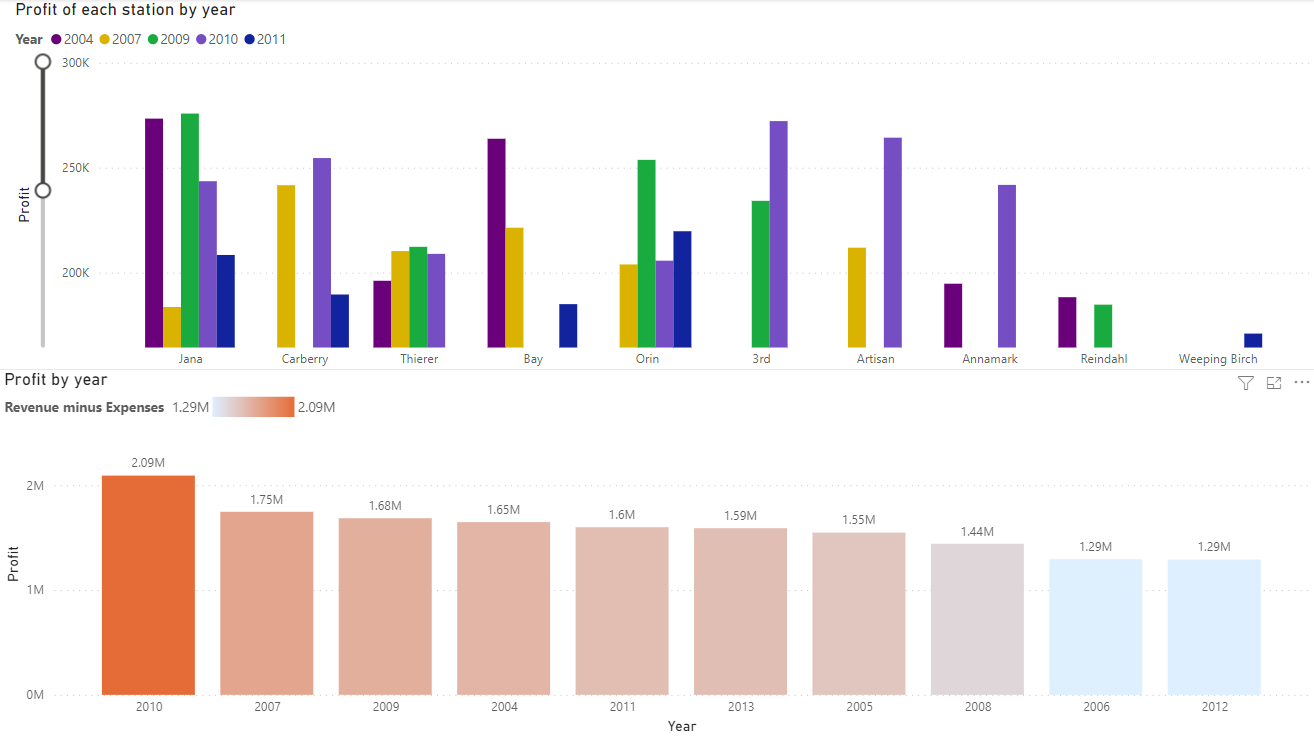 Profit of each station by year
Year 2004 2007 2009 2010 2011
300K
250K
200K
Profit
Jana Carberry Thierer Bay Orin 3rd Artisan Annamark Reindahl Weeping Birch
Profit by year
Revenue minus Expenses 1.29M 2.09M
2.09M
1.75M
1.68M
1.65M
1.6M
1.59M
1.55M
1.44M
1.29M
1.29M
2M
1M
0M
Profit
2010 2007 2009 2004 2011 2013 2005 2008 2006 2012
Year